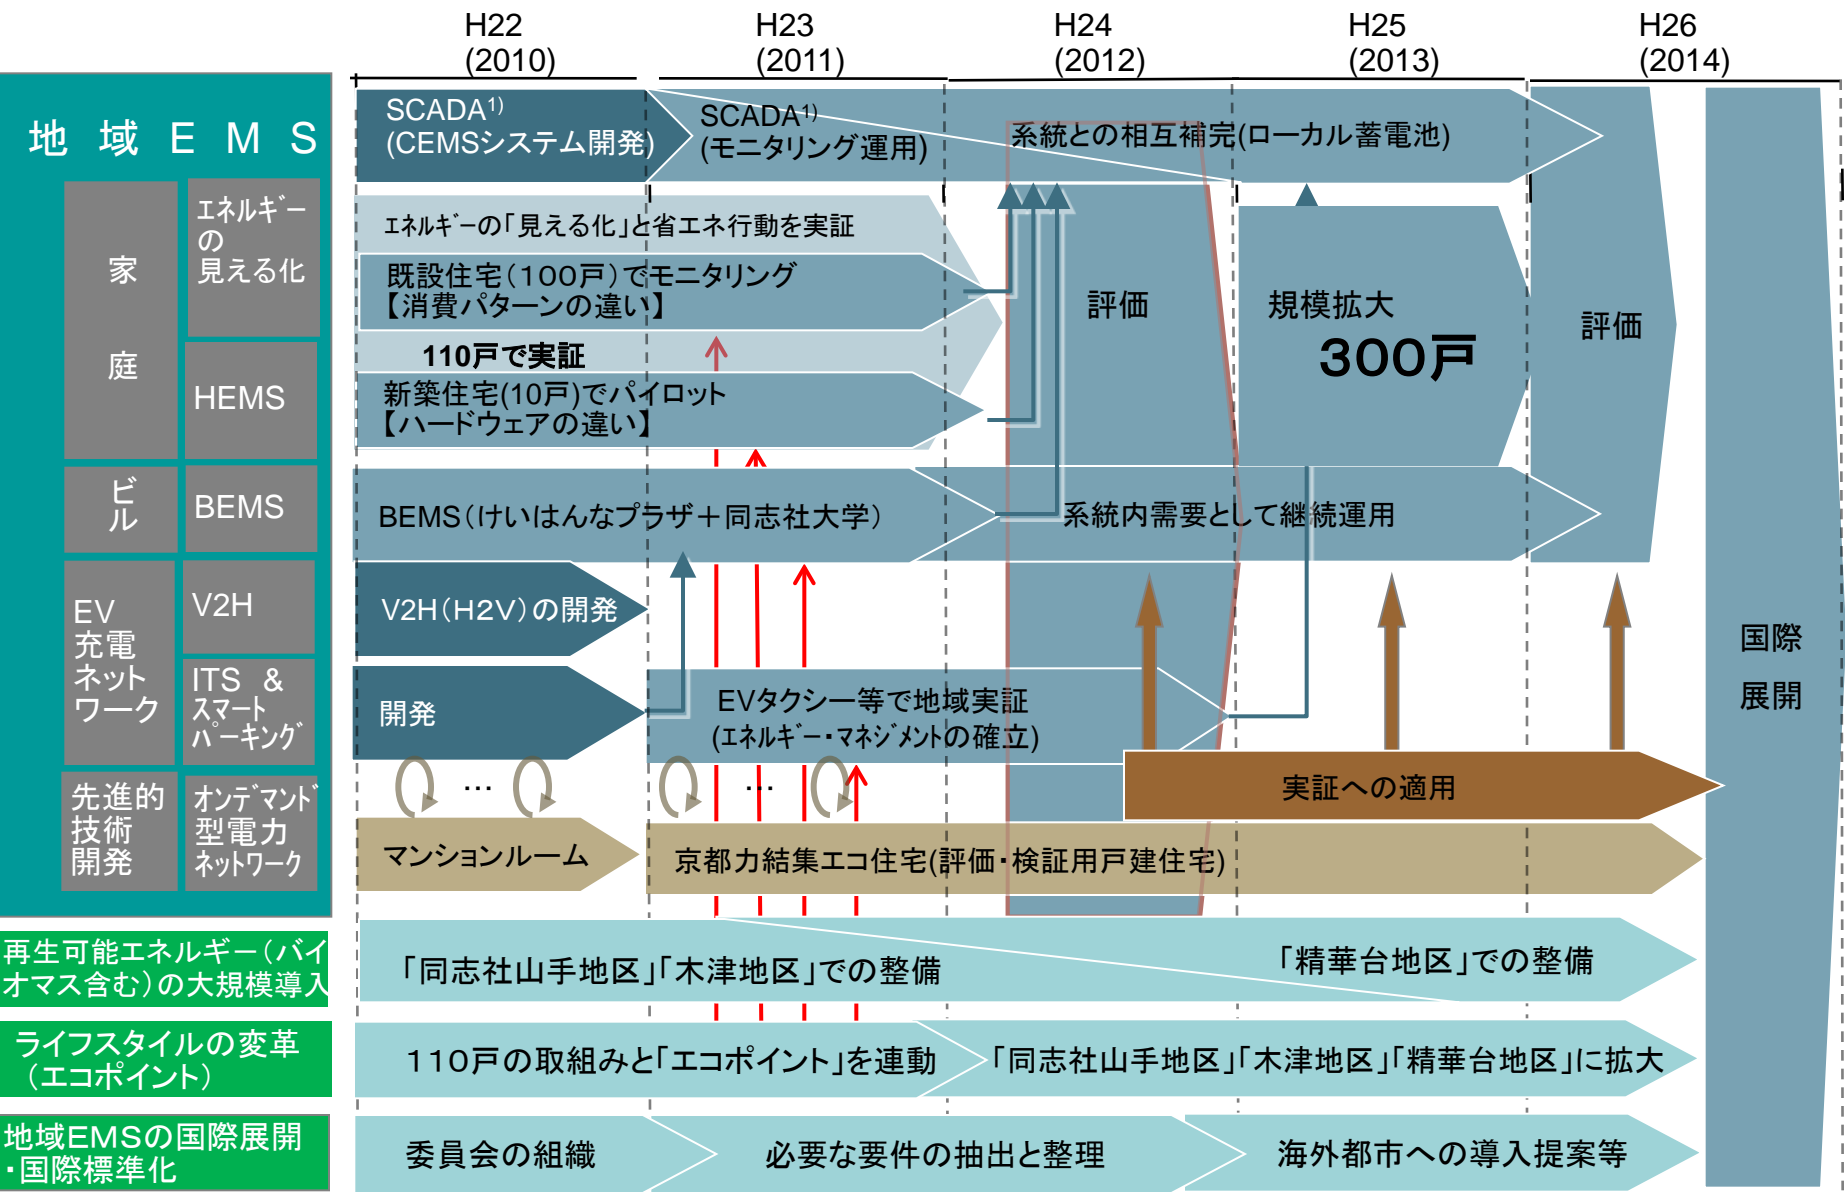 H22
(2010)
H23
(2011)
H24
(2012)
H25
(2013)
H26
(2014)
地域EMS
SCADA1)
(CEMSシステム開発)
SCADA1)
(モニタリング運用)
系統との相互補完(ローカル蓄電池)
家庭
エネルギー
の
見える化
エネルギーの「見える化」と省エネ行動を実証
既設住宅(100戸)でモニタリング
【消費パターンの違い】
110戸で実証
HEMS
新築住宅(10戸)でパイロット
【ハードウェアの違い】
評価
規模拡大
300戸
評価
ビル
BEMS
BEMS(けいはんなプラザ+同志社大学)
系統内需要として継続運用
EV
充電
ネット
ワーク
V2H
V2H(H2V)の開発
ITS &
スマート
パーキング
開発
EVタクシー等で地域実証
(エネルギー・マネジメントの確立)
国際
展開
先進的
技術
開発
オンデマンド
型電力
ネットワーク
…
…
実証への適用
マンションルーム
京都力結集エコ住宅(評価・検証用戸建住宅)
再生可能エネルギー(バイ
オマス含む)の大規模導入
「同志社山手地区」「木津地区」での整備
「精華台地区」での整備
ライフスタイルの変革
(エコポイント)
110戸の取組みと「エコポイント」を連動
「同志社山手地区」「木津地区」「精華台地区」に拡大
地域EMSの国際展開
・国際標準化
委員会の組織
必要な要件の抽出と整理
海外都市への導入提案等